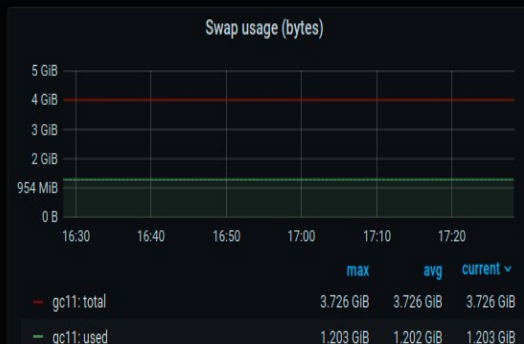 Swap usage (bytes)
5 GiB
4 GiB
3 GiB
2 GiB
954 MiB
0 B
16:30 16:40 16:50 17:00 17:10 17:20
max avg current
gc11: total 3.726 GiB 3.726 GiB 3.726 GiB
gc11: used 1.203 GiB 1.202 GiB 1.203 GiB